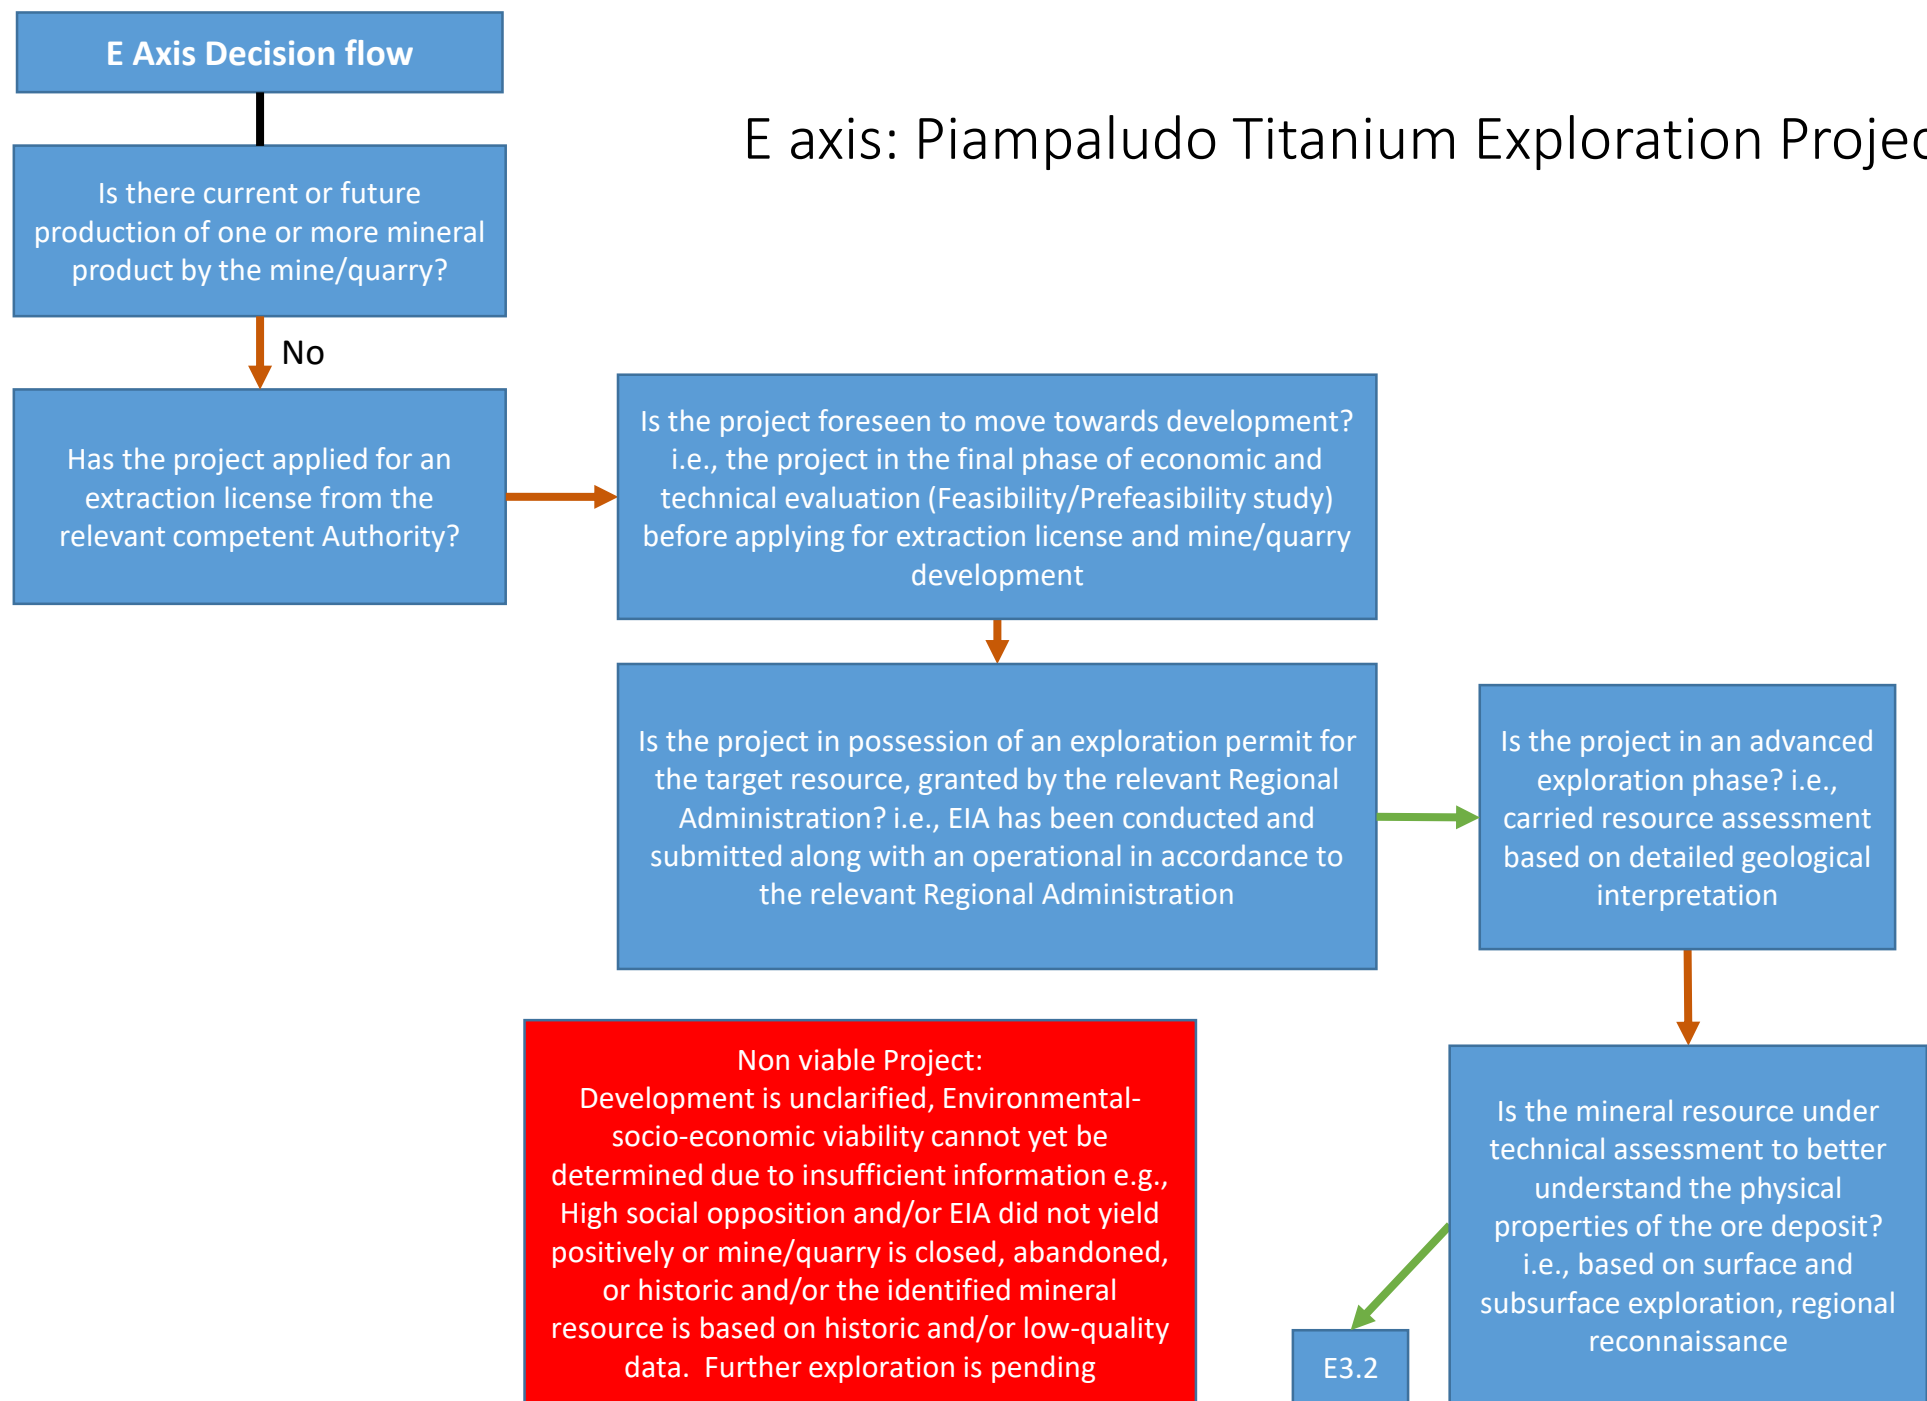 E Axis Decision flow
E axis: Piampaludo Titanium Exploration Projec
Is there current or future
production of one or more mineral
product by the mine/quarry?
No
Has the project applied for an
extraction license from the
relevant competent Authority?
Is the project foreseen to move towards development?
i.e., the project in the final phase of economic and
technical evaluation (Feasibility/Prefeasibility study)
before applying for extraction license and mine/quarry
development
Is the project in possession of an exploration permit for
the target resource, granted by the relevant Regional
Administration? i.e., EIA has been conducted and
submitted along with an operational in accordance to
the relevant Regional Administration
Is the project in an advanced
exploration phase? i.e.,
carried resource assessment
based on detailed geological
interpretation
Non viable Project:
Development is unclarified, Environmental-
socio-economic viability cannot yet be
determined due to insufficient information e.g.,
High social opposition and/or EIA did not yield
positively or mine/quarry is closed, abandoned,
or historic and/or the identified mineral
resource is based on historic and/or low-quality
data.  Further exploration is pending
Is the mineral resource under
technical assessment to better
understand the physical
properties of the ore deposit?
i.e., based on surface and
subsurface exploration, regional
reconnaissance
E3.2